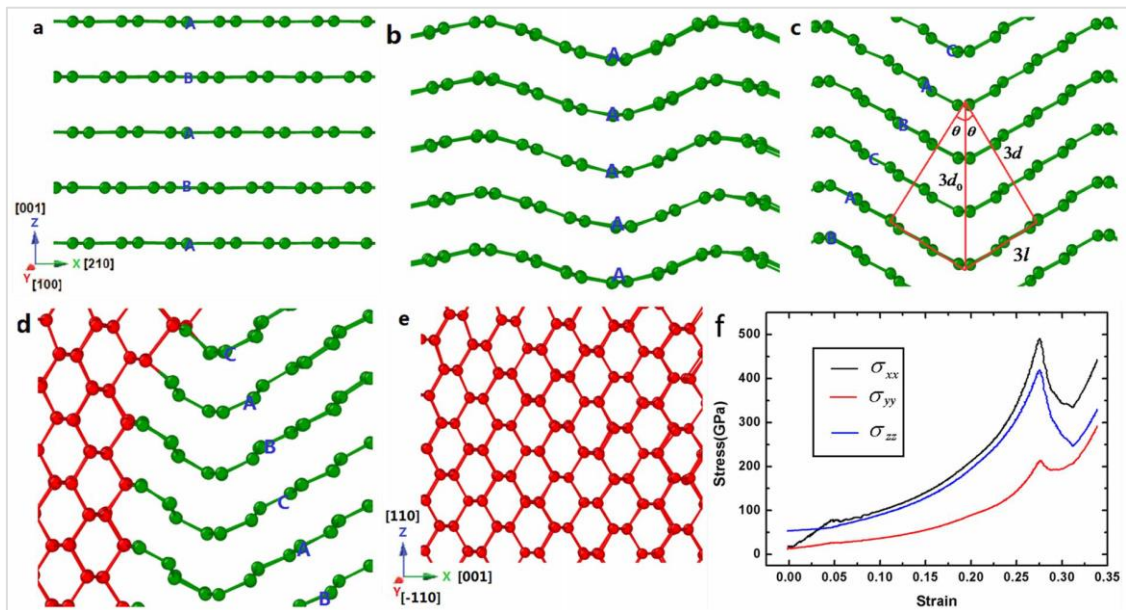 a
A
B
A
B
A
[001]
Z
X [210]
Y [100]
b
A
A
A
A
A
c
C
A
B
C
A
B
θ θ
3d
3d₀
3l
d
C
A
B
C
A
B
e
[110]
Z
X [001]
Y [-110]
f
σxx
σyy
σzz
Stress(GPa)
500
400
300
200
100
0
0.00 0.05 0.10 0.15 0.20 0.25 0.30 0.35
Strain